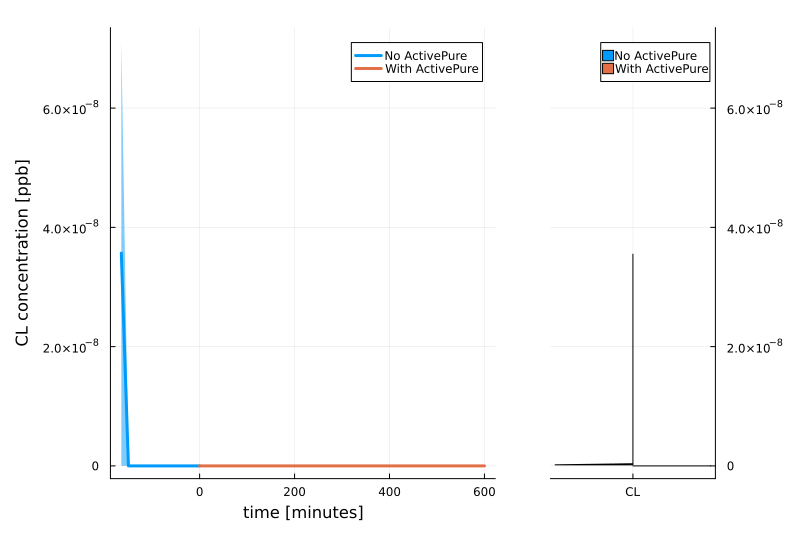 No ActivePure
With ActivePure
No ActivePure
With ActivePure
6.0×10⁻⁸
6.0×10⁻⁸
4.0×10⁻⁸
4.0×10⁻⁸
2.0×10⁻⁸
2.0×10⁻⁸
0
0
CL concentration [ppb]
0 200 400 600
CL
time [minutes]